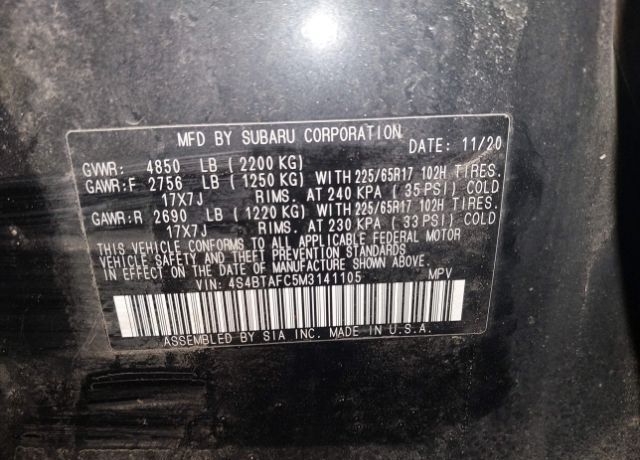 MFD BY SUBARU CORPORATION DATE: 11/20
GVWR: 4850 LB (2200 KG)
GAWR:F 2756 LB (1250 KG) WITH 225/65R17 102H TIRES.
17X7J RIMS. AT 240 KPA (35 PSI) COLD
GAWR:R 2690 LB (1220 KG) WITH 225/65R17 102H TIRES.
17X7J RIMS. AT 230 KPA (33 PSI) COLD
THIS VEHICLE CONFORMS TO ALL APPLICABLE FEDERAL MOTOR
VEHICLE SAFETY AND THEFT PREVENTION STANDARDS
IN EFFECT ON THE DATE OF MANUFACTURE SHOWN ABOVE.
VIN: 4S4BTAFC5M3141105 MPV
ASSEMBLED BY SIA INC. MADE IN U.S.A.